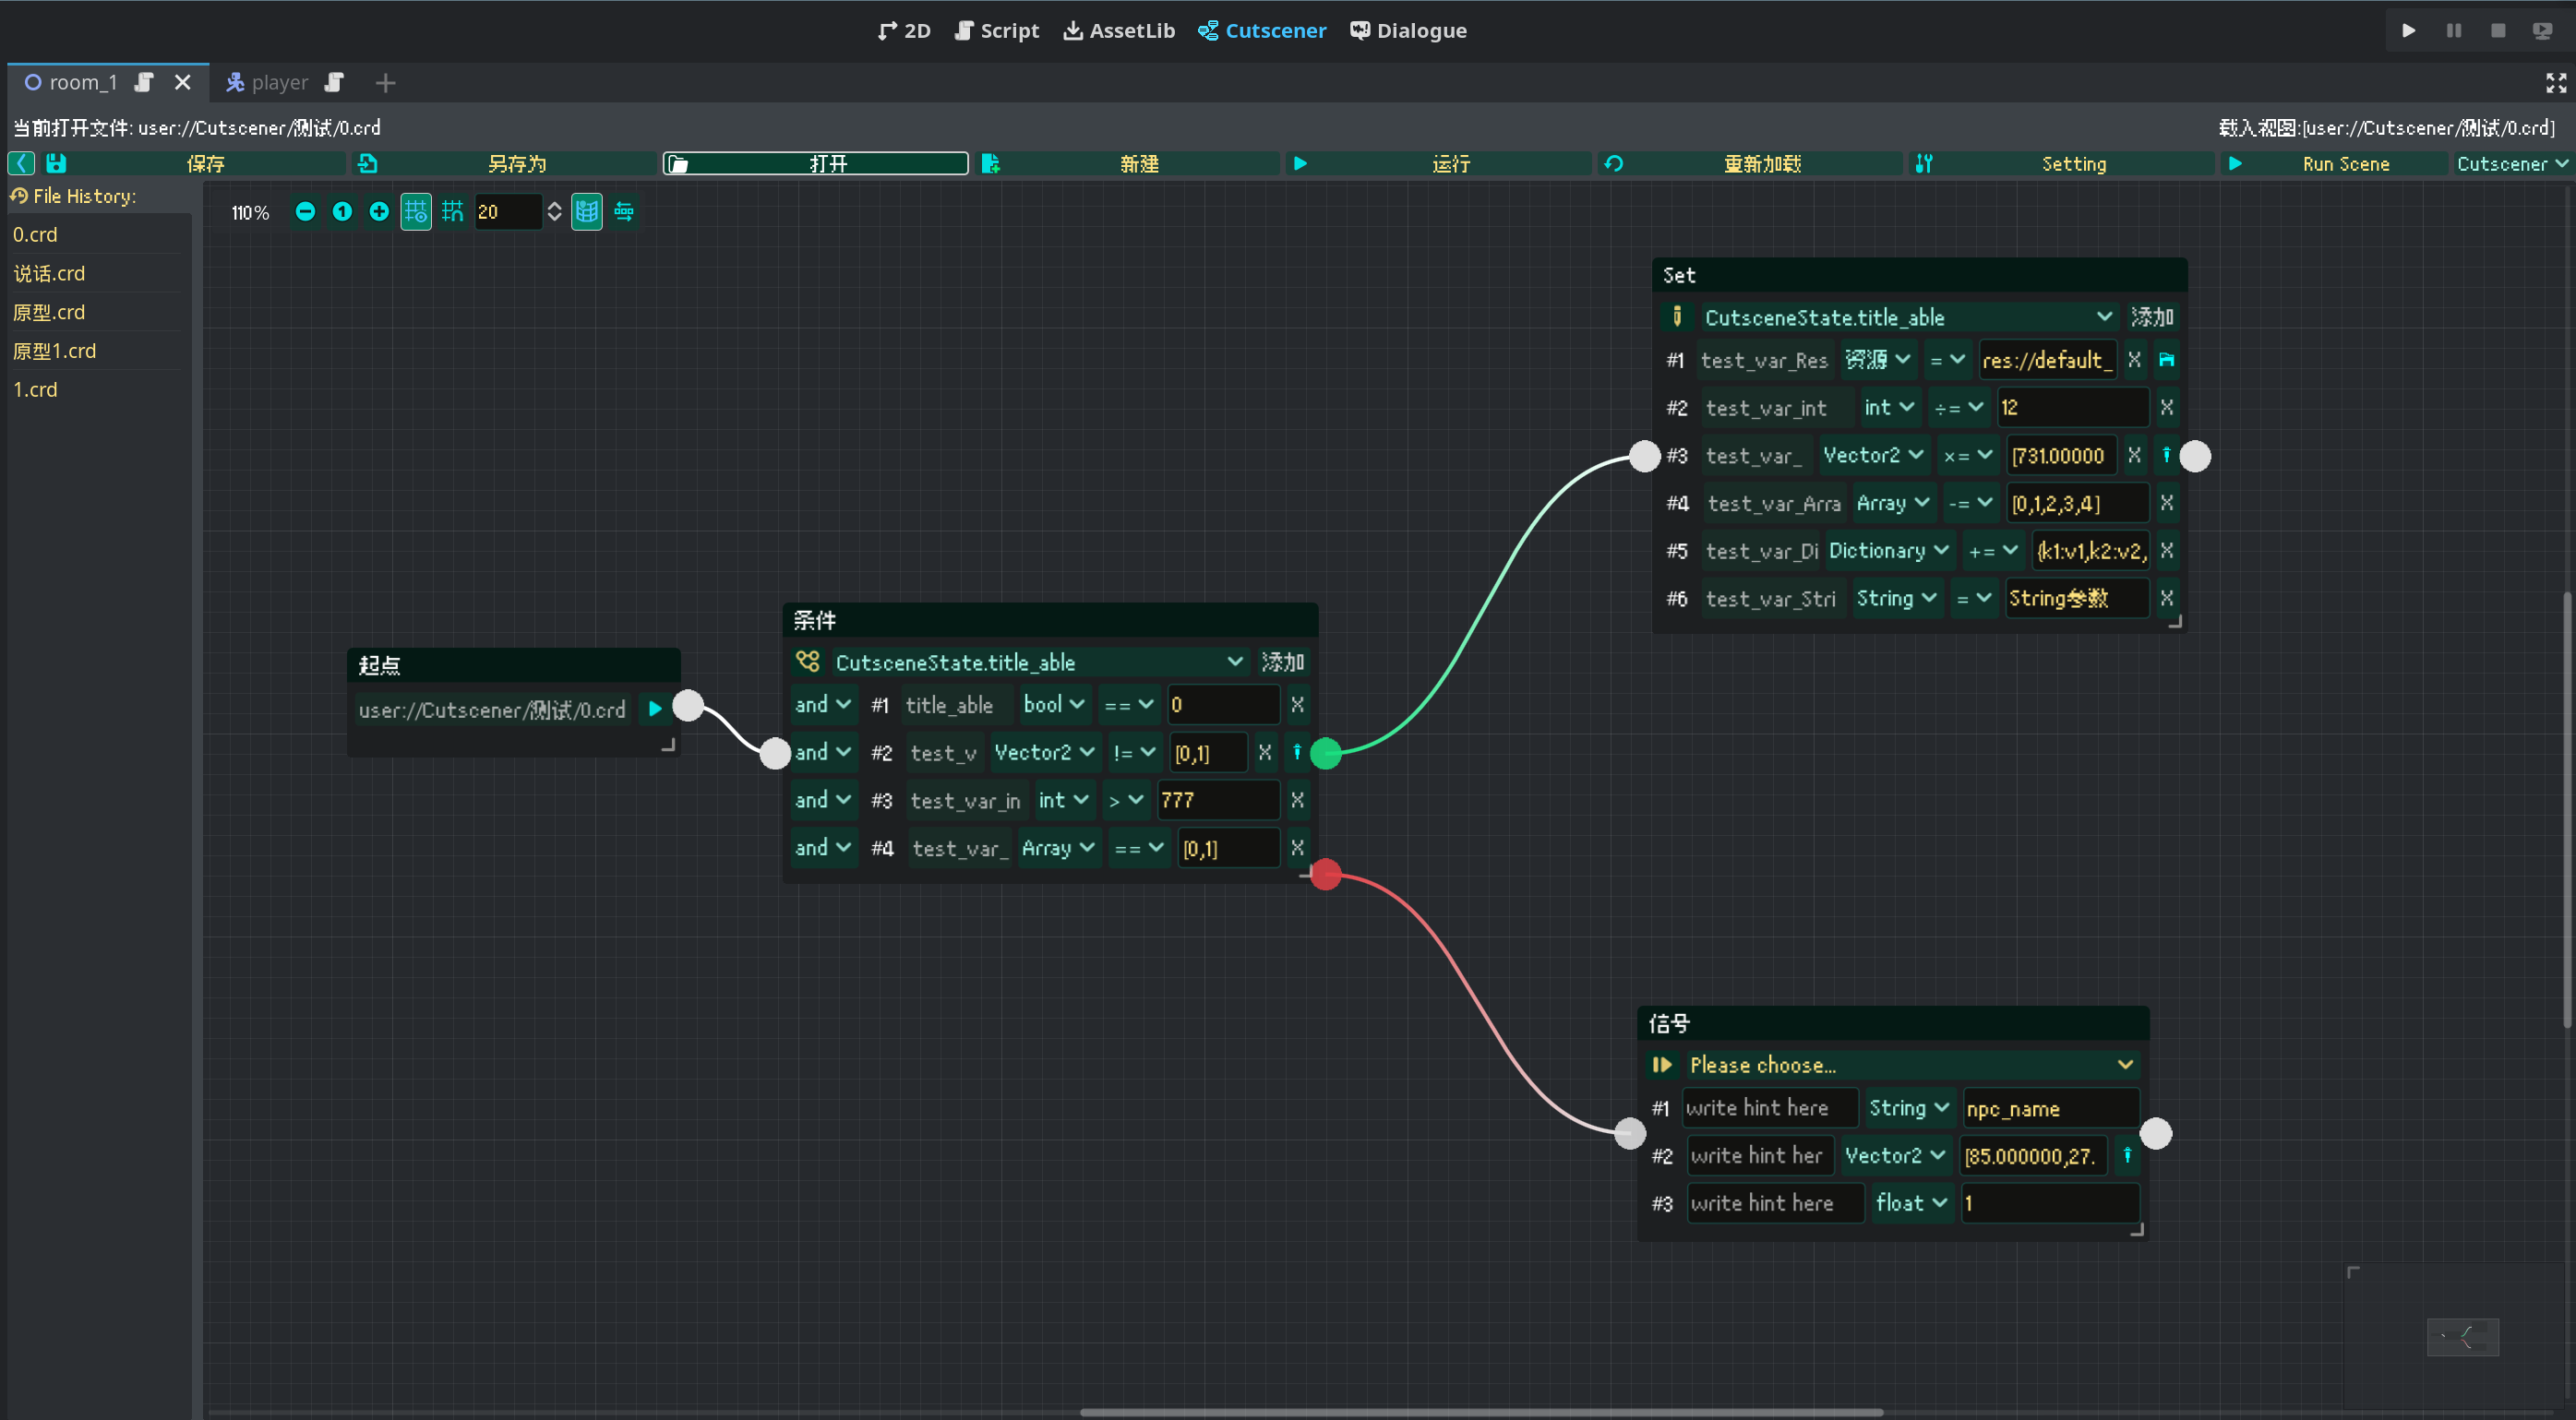 2D Script AssetLib Cutscener Dialogue
room_1 player
当前打开文件: user://Cutscener/测试/0.crd
载入视图:[user://Cutscener/测试/0.crd]
保存 另存为 打开 新建 运行 重新加载 Setting Run Scene Cutscener
File History:
0.crd
说话.crd
原型.crd
原型1.crd
1.crd
110% 1 20
Set
CutsceneState.title_able 添加
#1 test_var_Res 资源 = res://default_ X
#2 test_var_int int ÷= 12 X
#3 test_var_ Vector2 ×= [731.00000 X
#4 test_var_Arra Array -= [0,1,2,3,4] X
#5 test_var_Di Dictionary += {k1:v1,k2:v2, X
#6 test_var_Stri String = String参数 X
起点
user://Cutscener/测试/0.crd
条件
CutsceneState.title_able 添加
and #1 title_able bool == 0 X
and #2 test_v Vector2 != [0,1] X
and #3 test_var_in int > 777 X
and #4 test_var_ Array == [0,1] X
信号
Please choose...
#1 write hint here String npc_name
#2 write hint her Vector2 [85.000000,27.
#3 write hint here float 1